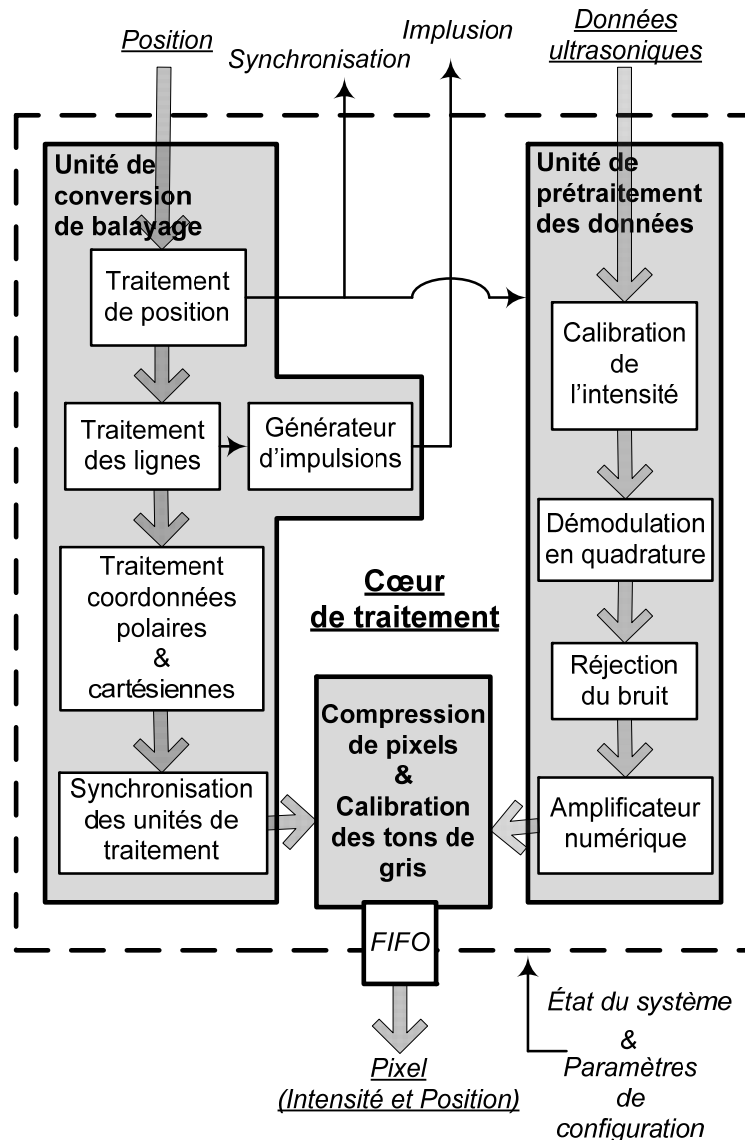 Position
Synchronisation
Implusion
Données
ultrasoniques
Unité de
conversion
de balayage
Traitement
de position
Traitement
des lignes
Générateur
d'impulsions
Traitement
coordonnées
polaires
&
cartésiennes
Synchronisation
des unités de
traitement
Cœur
de traitement
Compression
de pixels
&
Calibration
des tons de
gris
FIFO
Pixel
(Intensité et Position)
Unité de
prétraitement
des données
Calibration
de
l'intensité
Démodulation
en quadrature
Réjection
du bruit
Amplificateur
numérique
État du système
&
Paramètres
de
configuration